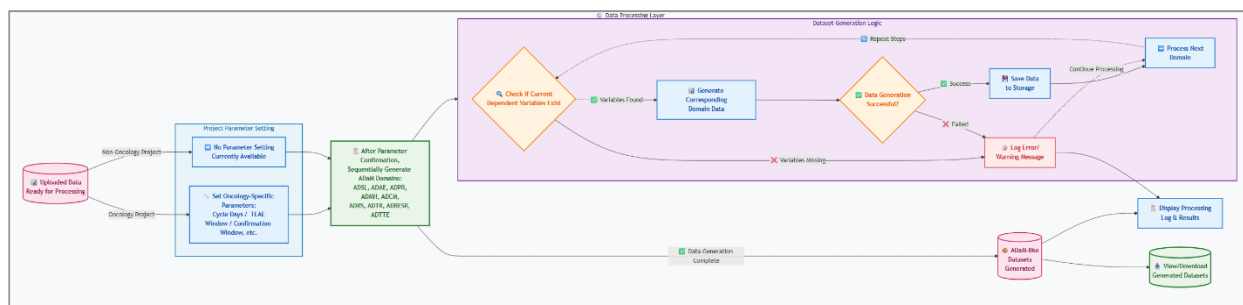 Data Processing Layer
Dataset Generation Logic
Repeat Steps
Process Next
Domain
Continue Processing
Check if Current
Dependent Variables Exist
Variables Found
Generate
Corresponding
Domain Data
Data Generation
Successful?
Success
Save Data
to Storage
Failed
Log Error/
Warning Message
Variables Missing
Project Parameter Setting
Non Oncology Project
No Parameter Setting
Currently Available
Uploaded Data
Ready for Processing
Oncology Project
Set Oncology-Specific
Parameters:
Cycle Days / TEAE
Window / Confirmation
Window, etc.
After Parameter
Confirmation,
Sequentially Generate
ADaM Domains:
ADSL, ADAE, ADPR,
ADMH, ADCM,
ADRS, ADTR, ADRESP,
ADTTE
Data Generation
Complete
ADaM-like
Datasets
Generated
Display Processing
Log & Results
View/Download
Generated Datasets